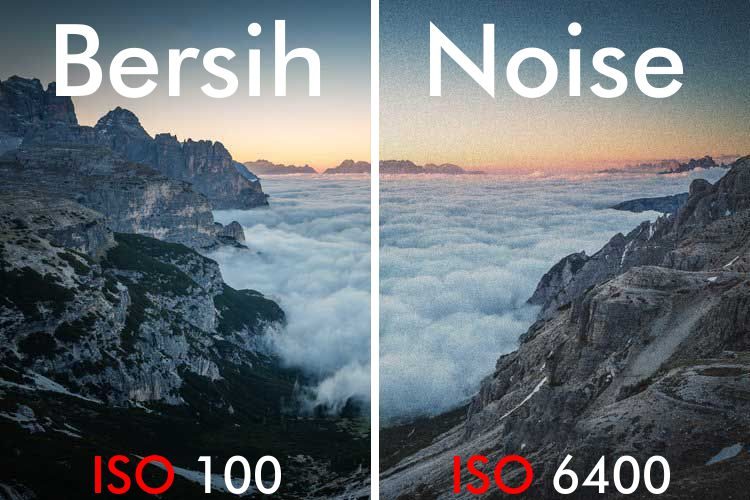 Bersih
Noise
ISO 100
ISO 6400